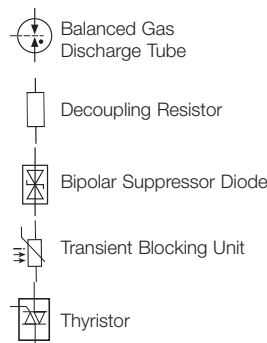 Balanced Gas
Discharge Tube
Decoupling Resistor
Bipolar Suppressor Diode
Transient Blocking Unit
Thyristor